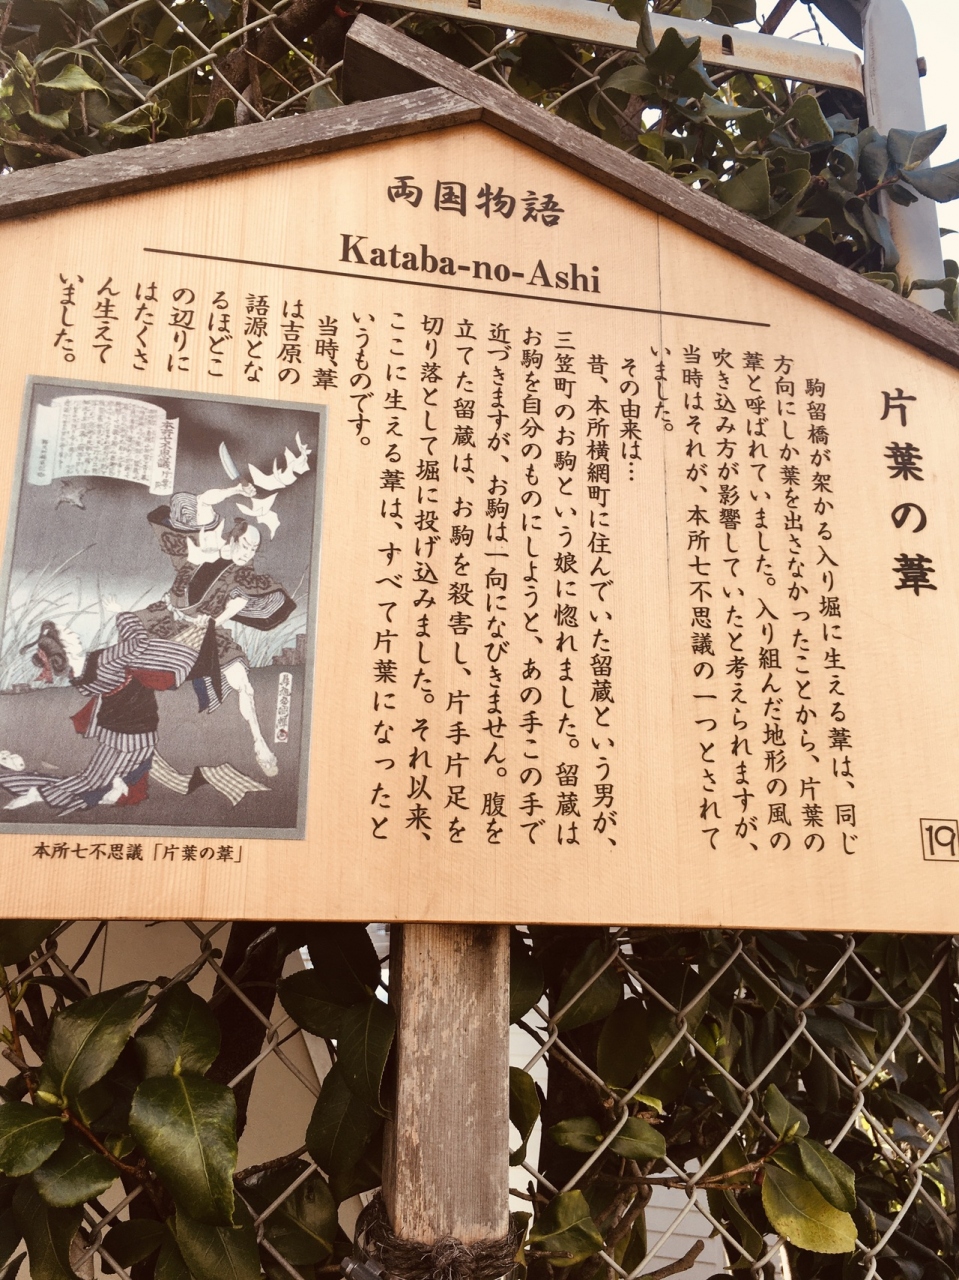 両国物語
Kataba-no-Ashi
片葉の葦
19
駒留橋が架かる入り堀に生える葦は、同じ
方向にしか葉を出さなかったことから、片葉の
葦と呼ばれていました。入り組んだ地形の風の
吹き込み方が影響していたと考えられますが、
当時はそれが、本所七不思議の一つとされて
いました。
その由来は…
昔、本所横網町に住んでいた留蔵という男が、
三笠町のお駒という娘に惚れました。留蔵は
お駒を自分のものにしようと、あの手この手で
近づきますが、お駒は一向になびきません。腹を
立てた留蔵は、お駒を殺害し、片手片足を
切り落として堀に投げ込みました。それ以来、
ここに生える葦は、すべて片葉になったと
いうものです。
当時、葦
は吉原の
語源とな
るほどこ
の辺りに
はたくさ
ん生えて
いました。
本所七不思議「片葉の葦」